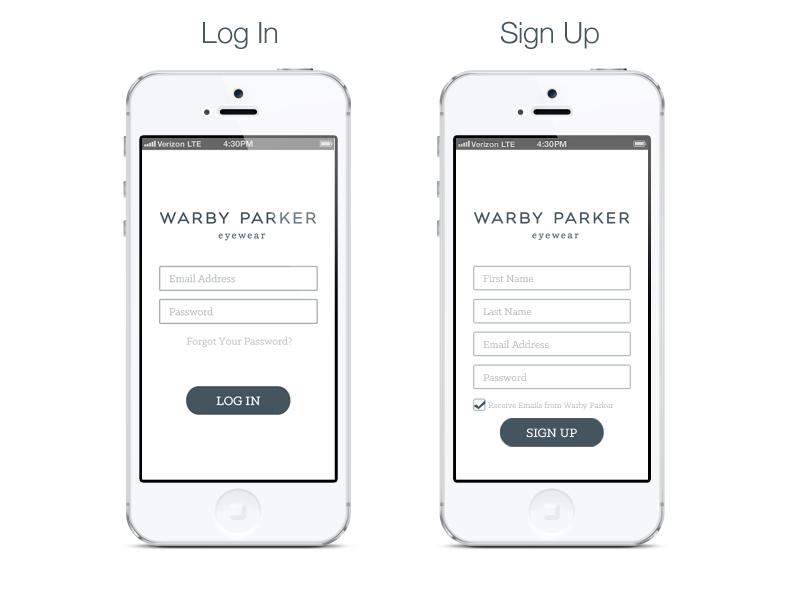 Log In
Sign Up
Verizon LTE 4:30PM
WARBY PARKER
eyewear
Email Address
Password
Forgot Your Password?
LOG IN
Verizon LTE 4:30PM
WARBY PARKER
eyewear
First Name
Last Name
Email Address
Password
Receive Emails from Warby Parker
SIGN UP